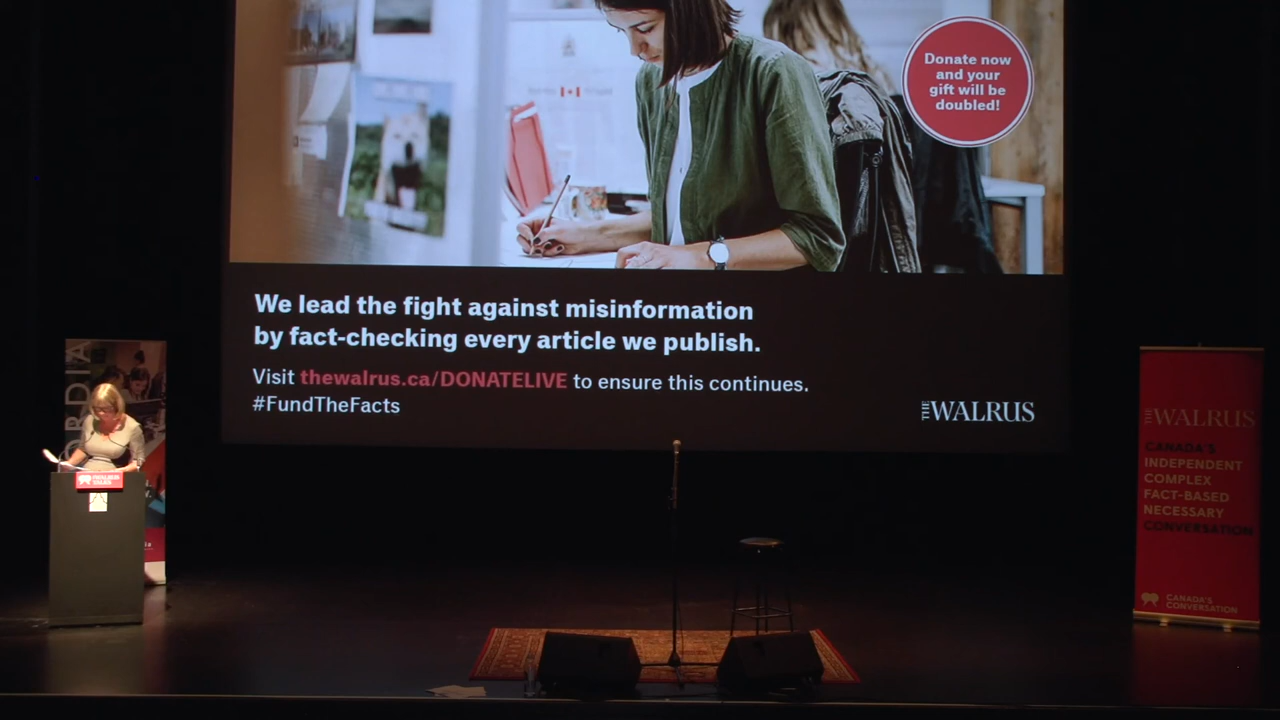 Donate now
and your
gift will be
doubled!
We lead the fight against misinformation
by fact-checking every article we publish.
Visit thewalrus.ca/DONATELIVE to ensure this continues.
#FundTheFacts
THE WALRUS
THE WALRUS
CANADA'S
INDEPENDENT
COMPLEX
FACT-BASED
NECESSARY
CONVERSATION
CANADA'S
CONVERSATION